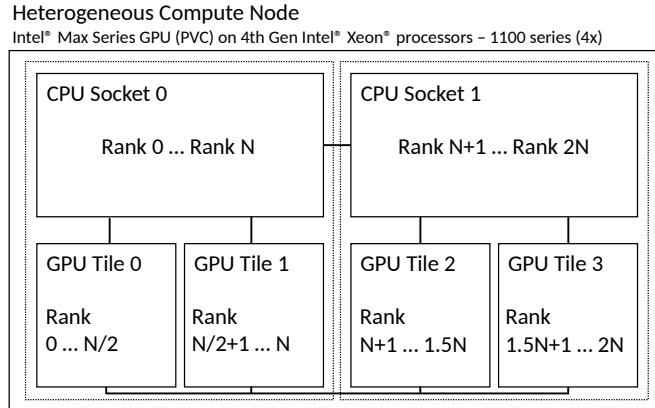 Heterogeneous Compute Node
Intel® Max Series GPU (PVC) on 4th Gen Intel® Xeon® processors – 1100 series (4x)
CPU Socket 0
Rank 0 ... Rank N
CPU Socket 1
Rank N+1 ... Rank 2N
GPU Tile 0
Rank
0 ... N/2
GPU Tile 1
Rank
N/2+1 ... N
GPU Tile 2
Rank
N+1 ... 1.5N
GPU Tile 3
Rank
1.5N+1 ... 2N